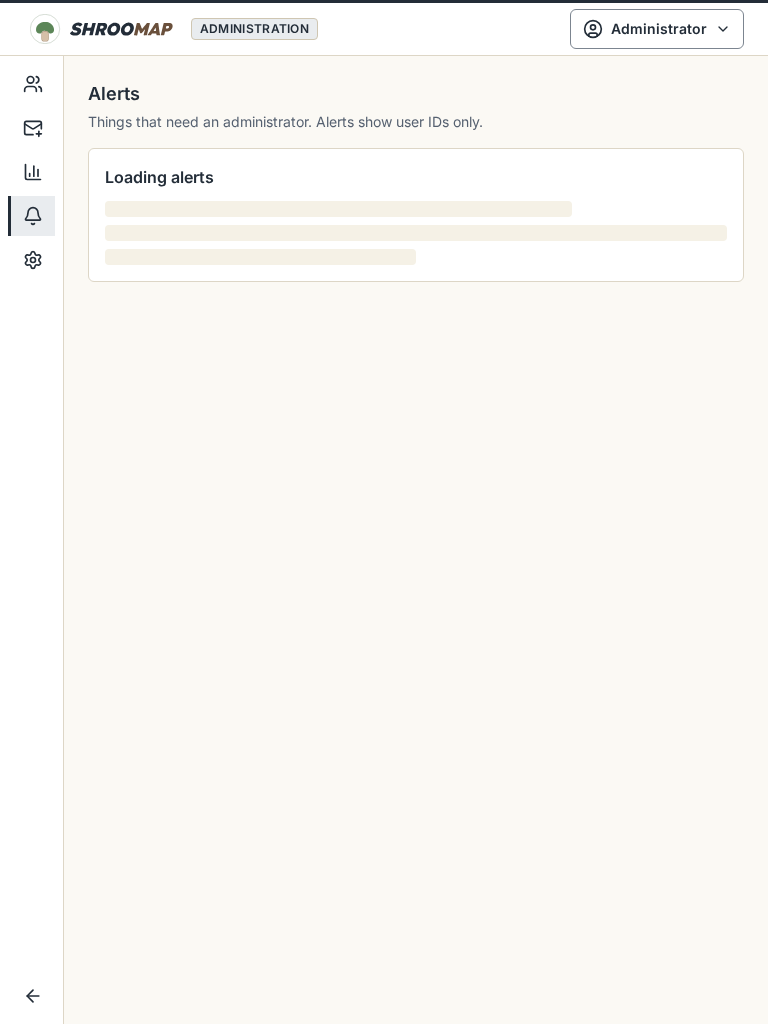 SHROOMAP
ADMINISTRATION
Administrator
Alerts
Things that need an administrator. Alerts show user IDs only.
Loading alerts